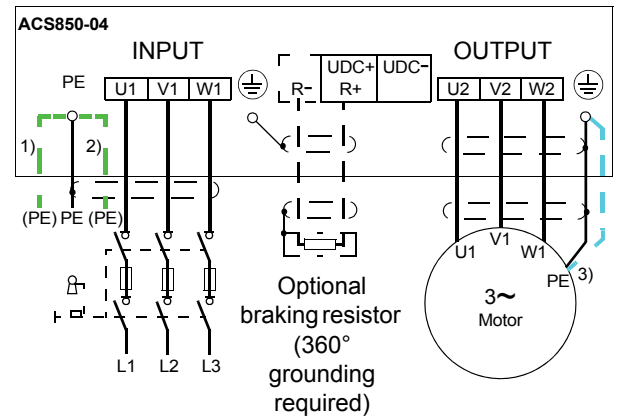 ACS850-04
INPUT
OUTPUT
PE
U1 V1 W1
R-
UDC+ UDC-
R+
U2 V2 W2
1)
2)
(PE) PE (PE)
U1
V1
W1
PE
3)
3~
Motor
Optional
braking resistor
(360°
grounding
required)
L1 L2 L3